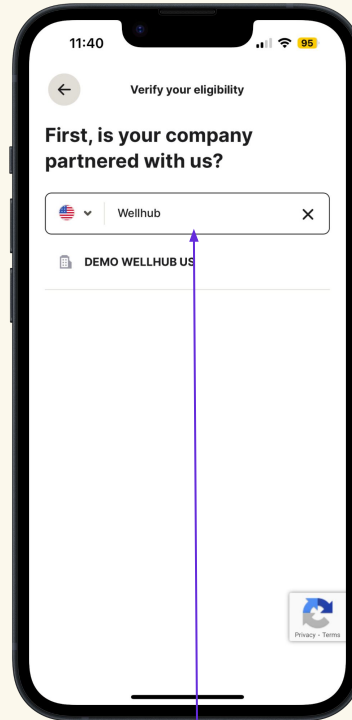 11:40
95
Verify your eligibility
First, is your company
partnered with us?
Wellhub
DEMO WELLHUB US
Privacy - Terms